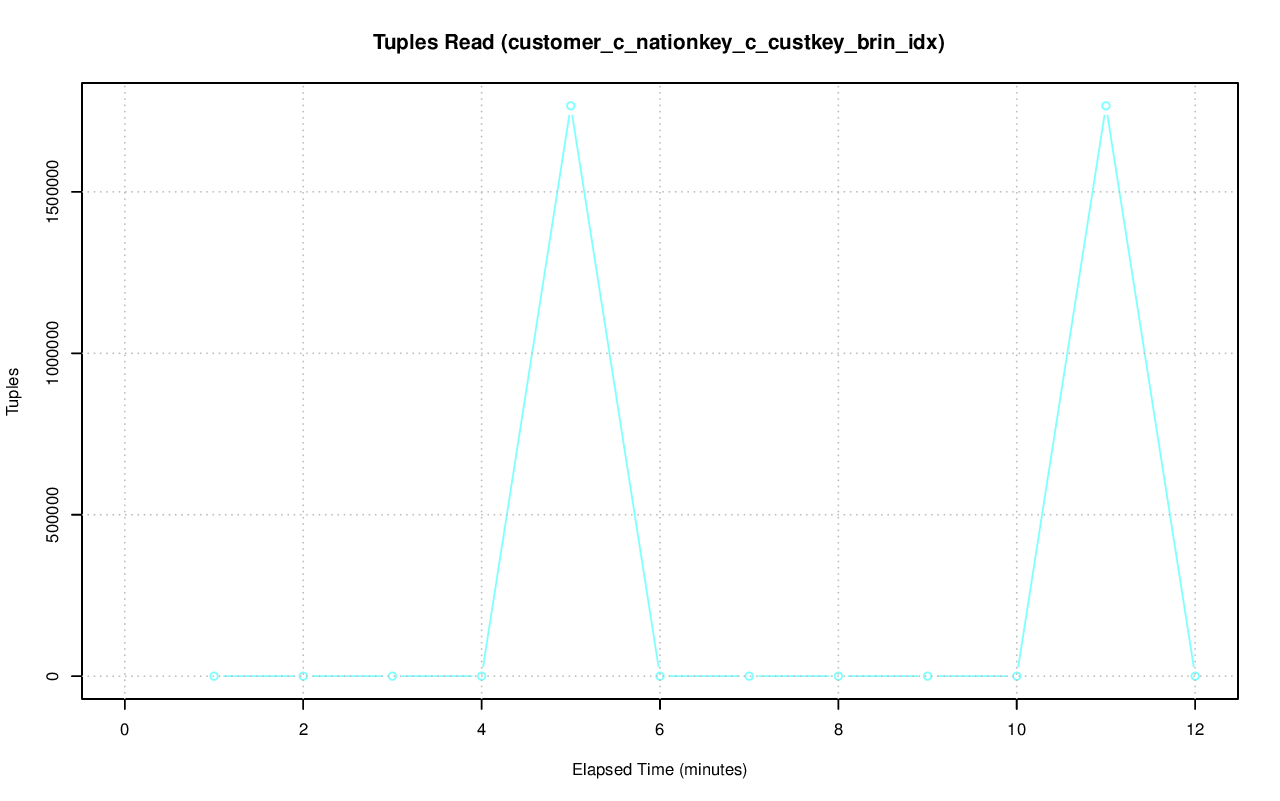 Tuples Read (customer_c_nationkey_c_custkey_brin_idx)
1500000
1000000
500000
0
Tuples
0 2 4 6 8 10 12
Elapsed Time (minutes)